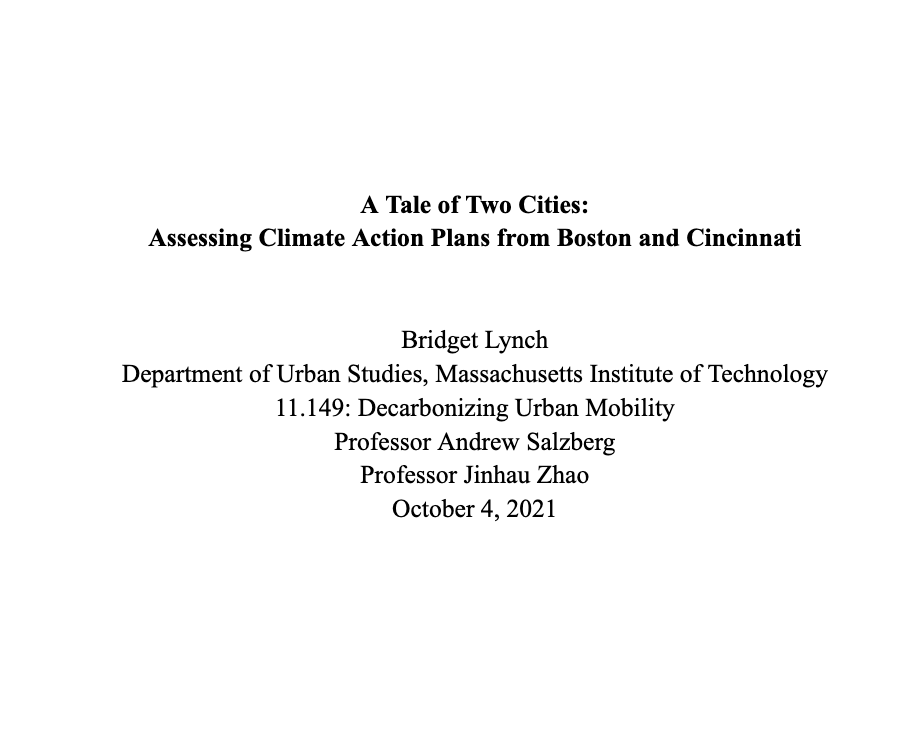 A Tale of Two Cities:
Assessing Climate Action Plans from Boston and Cincinnati
Bridget Lynch
Department of Urban Studies, Massachusetts Institute of Technology
11.149: Decarbonizing Urban Mobility
Professor Andrew Salzberg
Professor Jinhau Zhao
October 4, 2021